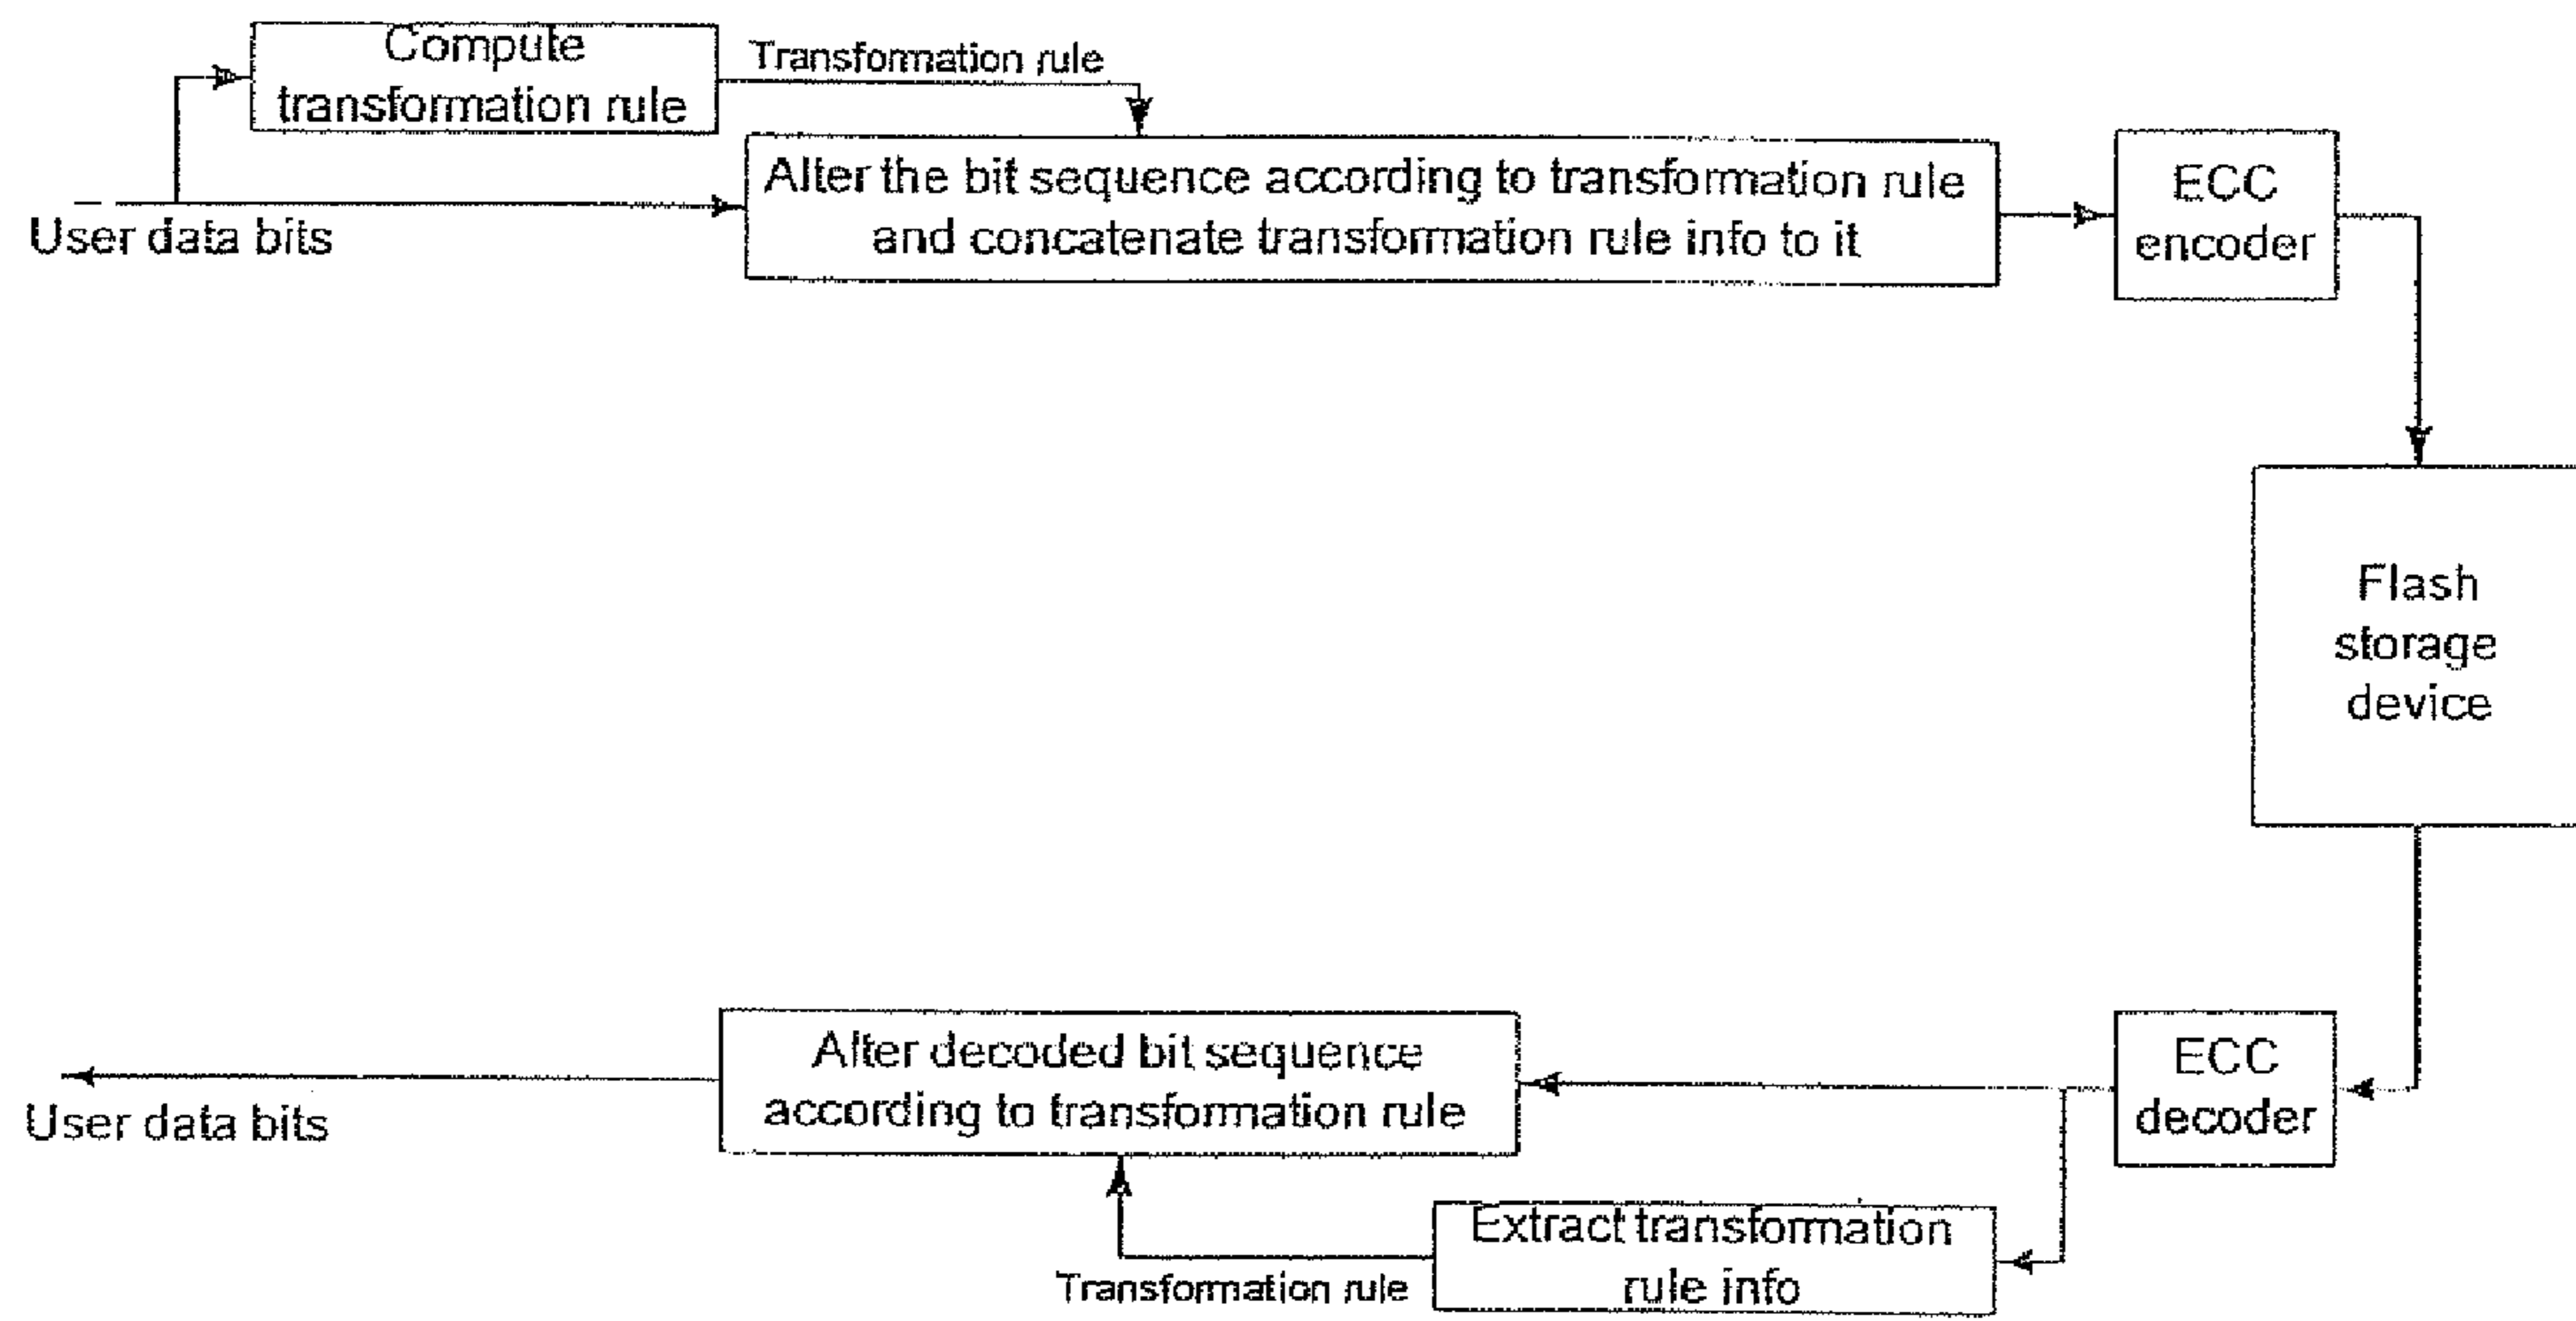 Compute
transformation rule
Transformation rule
User data bits
Alter the bit sequence according to transformation rule
and concatenate transformation rule info to it
ECC
encoder
Flash
storage
device
ECC
decoder
Alter decoded bit sequence
according to transformation rule
User data bits
Extract transformation
rule info
Transformation rule